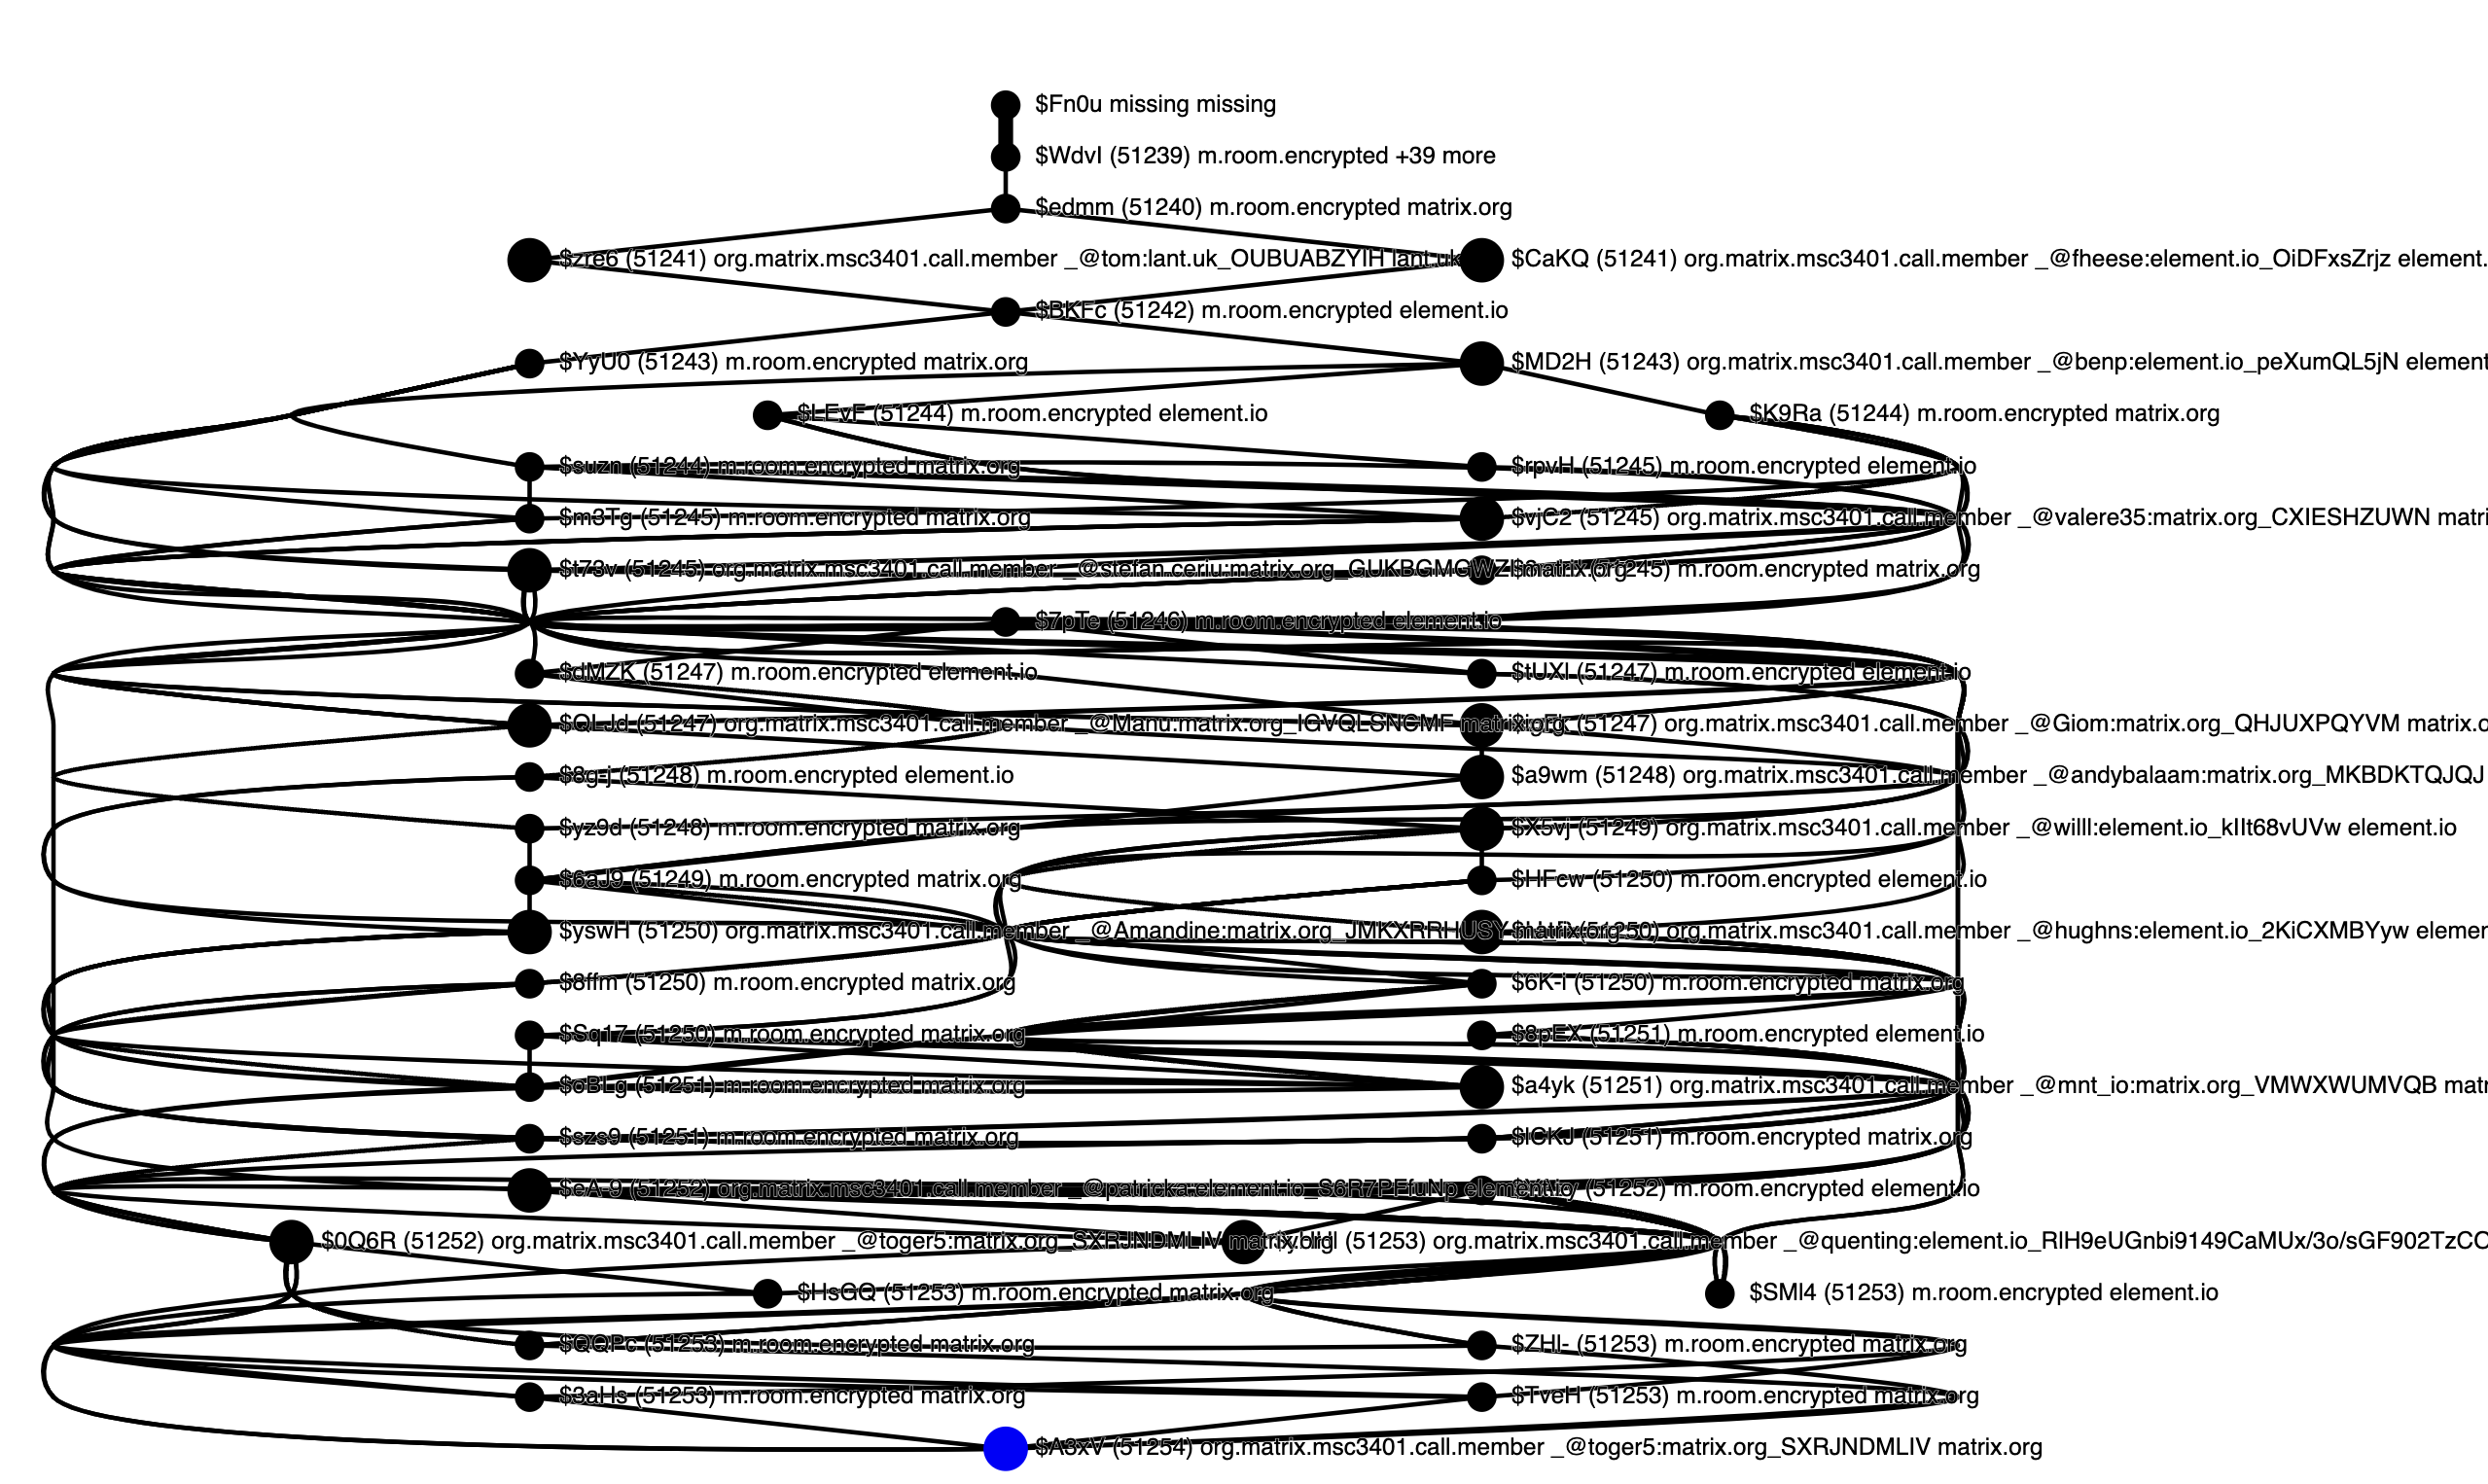 $Fn0u missing missing
$WdvI (51239) m.room.encrypted +39 more
$edmm (51240) m.room.encrypted matrix.org
$zre6 (51241) org.matrix.msc3401.call.member _@tom:lant.uk_OUBUABZYIH lant.uk
$CaKQ (51241) org.matrix.msc3401.call.member _@fheese:element.io_OiDFxsZrjz element.
$BKFc (51242) m.room.encrypted element.io
$YyU0 (51243) m.room.encrypted matrix.org
$MD2H (51243) org.matrix.msc3401.call.member _@benp:element.io_peXumQL5jN element
$LEvF (51244) m.room.encrypted element.io
$K9Ra (51244) m.room.encrypted matrix.org
$suzn (51244) m.room.encrypted matrix.org
$rpvH (51245) m.room.encrypted element.io
$m3Tg (51245) m.room.encrypted matrix.org
$vjC2 (51245) org.matrix.msc3401.call.member _@valere35:matrix.org_CXIESHZUWN matri
$t73v (51245) org.matrix.msc3401.call.member _@stefan.ceriu:matrix.org_GUKBGMGWZI matrix.org
(51245) m.room.encrypted matrix.org
$7pTe (51246) m.room.encrypted element.io
$dMZK (51247) m.room.encrypted element.io
$tUXl (51247) m.room.encrypted element.io
$QLJd (51247) org.matrix.msc3401.call.member _@Manu:matrix.org_IGVQLSNGMF matrix.org
(51247) org.matrix.msc3401.call.member _@Giom:matrix.org_QHJUXPQYVM matrix.o
$8g-j (51248) m.room.encrypted element.io
$a9wm (51248) org.matrix.msc3401.call.member _@andybalaam:matrix.org_MKBDKTQJQJ
$yz9d (51248) m.room.encrypted matrix.org
$X5vj (51249) org.matrix.msc3401.call.member _@willl:element.io_kIIt68vUVw element.io
$6aJ9 (51249) m.room.encrypted matrix.org
$HFcw (51250) m.room.encrypted element.io
$yswH (51250) org.matrix.msc3401.call.member _@Amandine:matrix.org_JMKXRRHUSY matrix.org
(51250) org.matrix.msc3401.call.member _@hughns:element.io_2KiCXMBYyw elemer
$8ffm (51250) m.room.encrypted matrix.org
$6K-i (51250) m.room.encrypted matrix.org
$Sq17 (51250) m.room.encrypted matrix.org
$8pEX (51251) m.room.encrypted element.io
$oBLg (51251) m.room.encrypted matrix.org
$a4yk (51251) org.matrix.msc3401.call.member _@mnt_io:matrix.org_VMWXWUMVQB matr
$szs9 (51251) m.room.encrypted matrix.org
$lCKJ (51251) m.room.encrypted matrix.org
$eA-9 (51252) org.matrix.msc3401.call.member _@patricka:element.io_S6R7PFfuNp element.io
(51252) m.room.encrypted element.io
$0Q6R (51252) org.matrix.msc3401.call.member _@toger5:matrix.org_SXRJNDMLIV matrix.org
(51253) org.matrix.msc3401.call.member _@quenting:element.io_RlH9eUGnbi9149CaMUx/3o/sGF902TzCC
$HsGQ (51253) m.room.encrypted matrix.org
$SMI4 (51253) m.room.encrypted element.io
$QQPc (51253) m.room.encrypted matrix.org
$ZHl- (51253) m.room.encrypted matrix.org
$3aHs (51253) m.room.encrypted matrix.org
$TveH (51253) m.room.encrypted matrix.org
$A3xV (51254) org.matrix.msc3401.call.member _@toger5:matrix.org_SXRJNDMLIV matrix.org